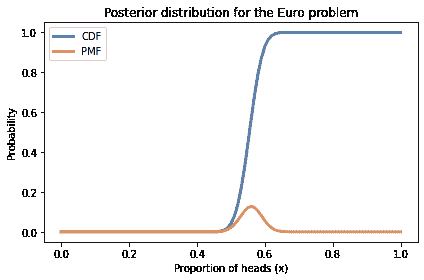 Posterior distribution for the Euro problem
1.0
CDF
PMF
0.8
0.6
0.4
0.2
0.0
Probability
0.0 0.2 0.4 0.6 0.8 1.0
Proportion of heads (x)